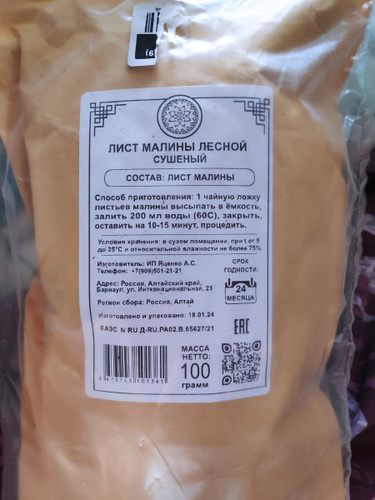 ЛИСТ МАЛИНЫ ЛЕСНОЙ
СУШЕНЫЙ
СОСТАВ: ЛИСТ МАЛИНЫ
Способ приготовления: 1 чайную ложку
листьев малины высыпать в ёмкость,
залить 200 мл воды (60С), закрыть,
оставить на 10-15 минут, процедить.
Условия хранения: в сухом помещении, при t от 5
до 25°С и относительной влажности не более 75%
Изготовитель: ИП Яценко А.С.
Телефон: +7(909)501-21-21
Адрес: Россия, Алтайский край,
Барнаул, ул. Интернациональная, 23
Регион сбора: Россия, Алтай
Изготовлено и упаковано: 18.01.24
ЕАЭС N RU Д-RU.РА02.В.65627/21
СРОК
ГОДНОСТИ:
24
МЕСЯЦА
EAC
МАССА
НЕТТО:
100
грамм